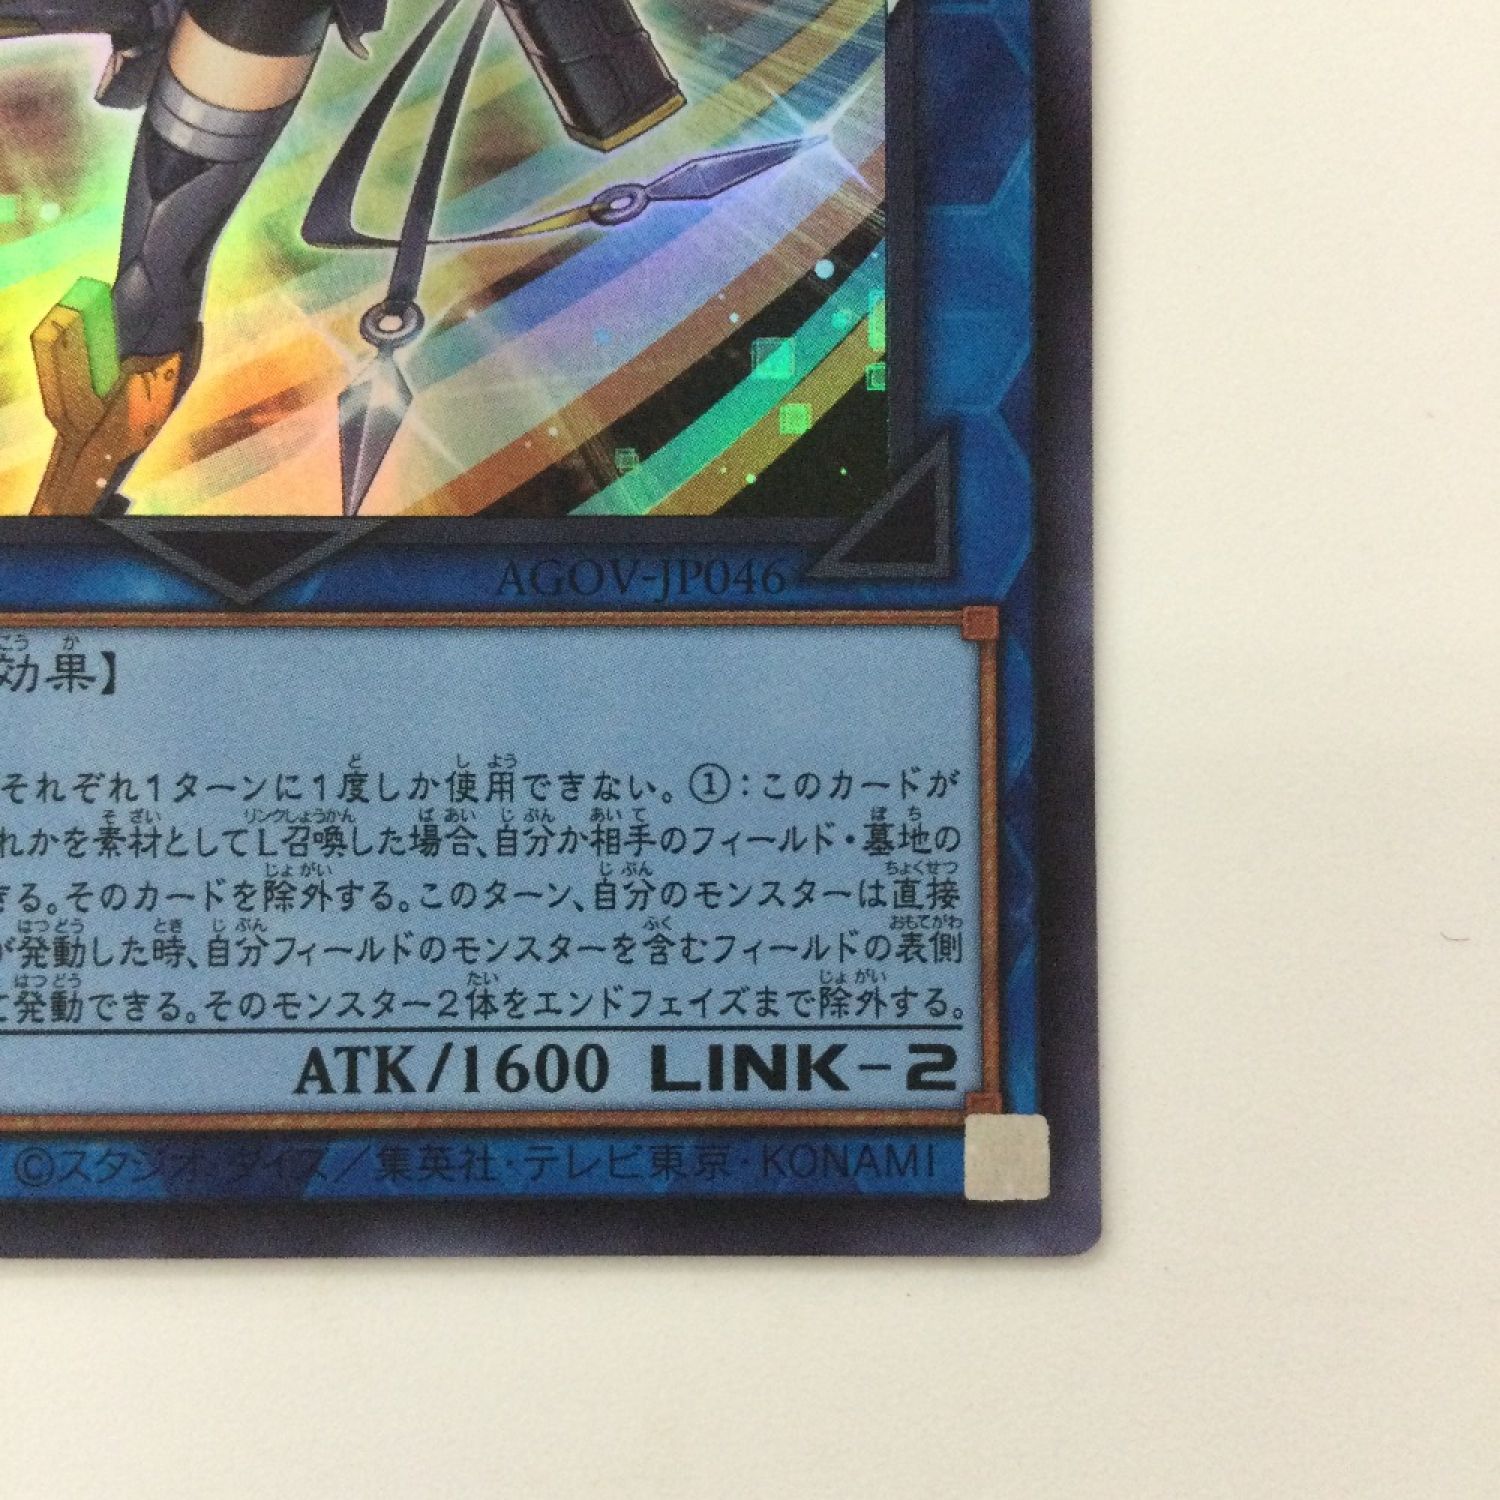 AGOV-JP046
効果】
それぞれ1ターンに1度しか使用できない。①:このカードが
れかを素材としてL召喚した場合、自分か相手のフィールド・墓地の
きる。そのカードを除外する。このターン、自分のモンスターは直接
が発動した時、自分フィールドのモンスターを含むフィールドの表側
に発動できる。そのモンスター2体をエンドフェイズまで除外する。
ATK/1600 LINK-2
©スタジオ・ダイス/集英社・テレビ東京・KONAMI